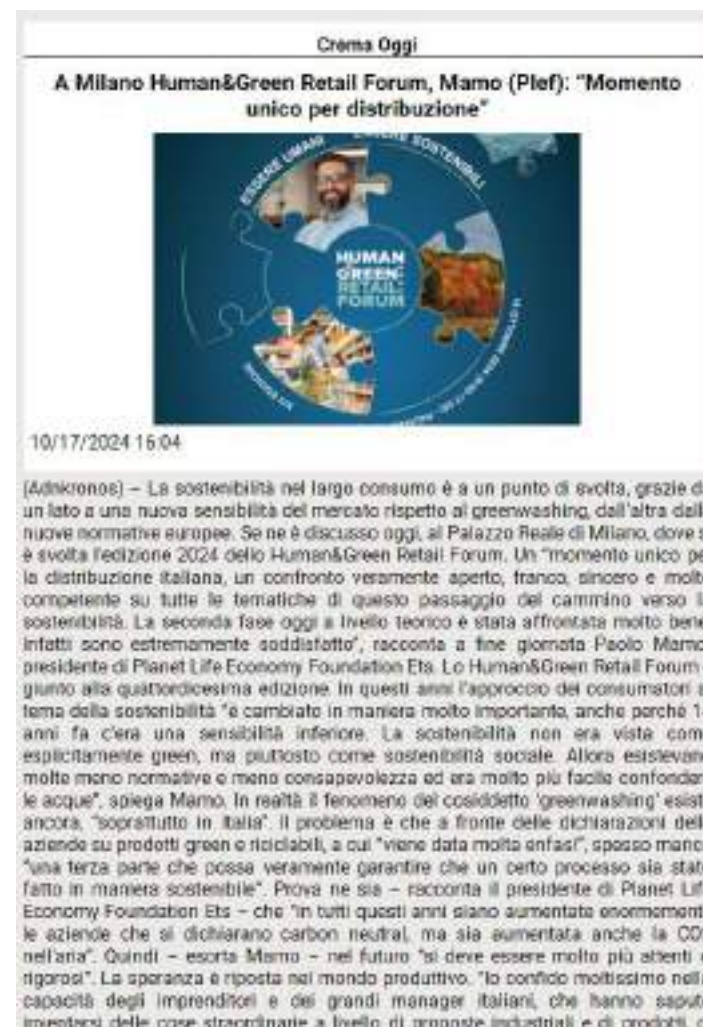 Crema Oggi
A Milano Human&Green Retail Forum, Mamo (Plef): “Momento
unico per distribuzione”
ESSERE UMANI
ESSERE SOSTENIBILI
HUMAN
GREEN
RETAIL
FORUM
XIV EDIZIONE
10/17/2024 16:04
(Adnkronos) – La sostenibilità nel largo consumo è a un punto di svolta, grazie da
un lato a una nuova sensibilità del mercato rispetto al greenwashing, dall’altra dall
nuove normative europee. Se ne è discusso oggi, al Palazzo Reale di Milano, dove s
è svolta l’edizione 2024 dello Human&Green Retail Forum. Un “momento unico pe
la distribuzione italiana, un confronto veramente aperto, franco, sincero e molt
competente su tutte le tematiche di questo passaggio del cammino verso l
sostenibilità. La seconda fase oggi a livello teorico è stata affrontata molto bene
infatti sono estremamente soddisfatto”, racconta a fine giornata Paolo Mamo
presidente di Planet Life Economy Foundation Ets. Lo Human&Green Retail Forum
giunto alla quattordicesima edizione. In questi anni l’approccio dei consumatori a
tema della sostenibilità “è cambiato in maniera molto importante, anche perché 1
anni fa c’era una sensibilità inferiore. La sostenibilità non era vista com
esplicitamente green, ma piuttosto come sostenibilità sociale. Allora esistevan
molte meno normative e meno consapevolezza ed era molto più facile confonder
le acque”, spiega Mamo. In realtà il fenomeno del cosiddetto ‘greenwashing’ esist
ancora, “soprattutto in Italia”. Il problema è che a fronte delle dichiarazioni dell
aziende su prodotti green e riciclabili, a cui “viene data molta enfasi”, spesso manc
“una terza parte che possa veramente garantire che un certo processo sia stat
fatto in maniera sostenibile”. Prova ne sia – racconta il presidente di Planet Lif
Economy Foundation Ets – che “in tutti questi anni siano aumentate enormement
le aziende che si dichiarano carbon neutral, ma sia aumentata anche la CO
nell’aria”. Quindi – esorta Mamo – nel futuro “si deve essere molto più attenti e
rigorosi”. La speranza è riposta nel mondo produttivo. “Io confido moltissimo nell
capacità degli imprenditori e dei grandi manager italiani, che hanno saput
inventarsi delle cose straordinarie a livello di proposte industriali e di prodotti,